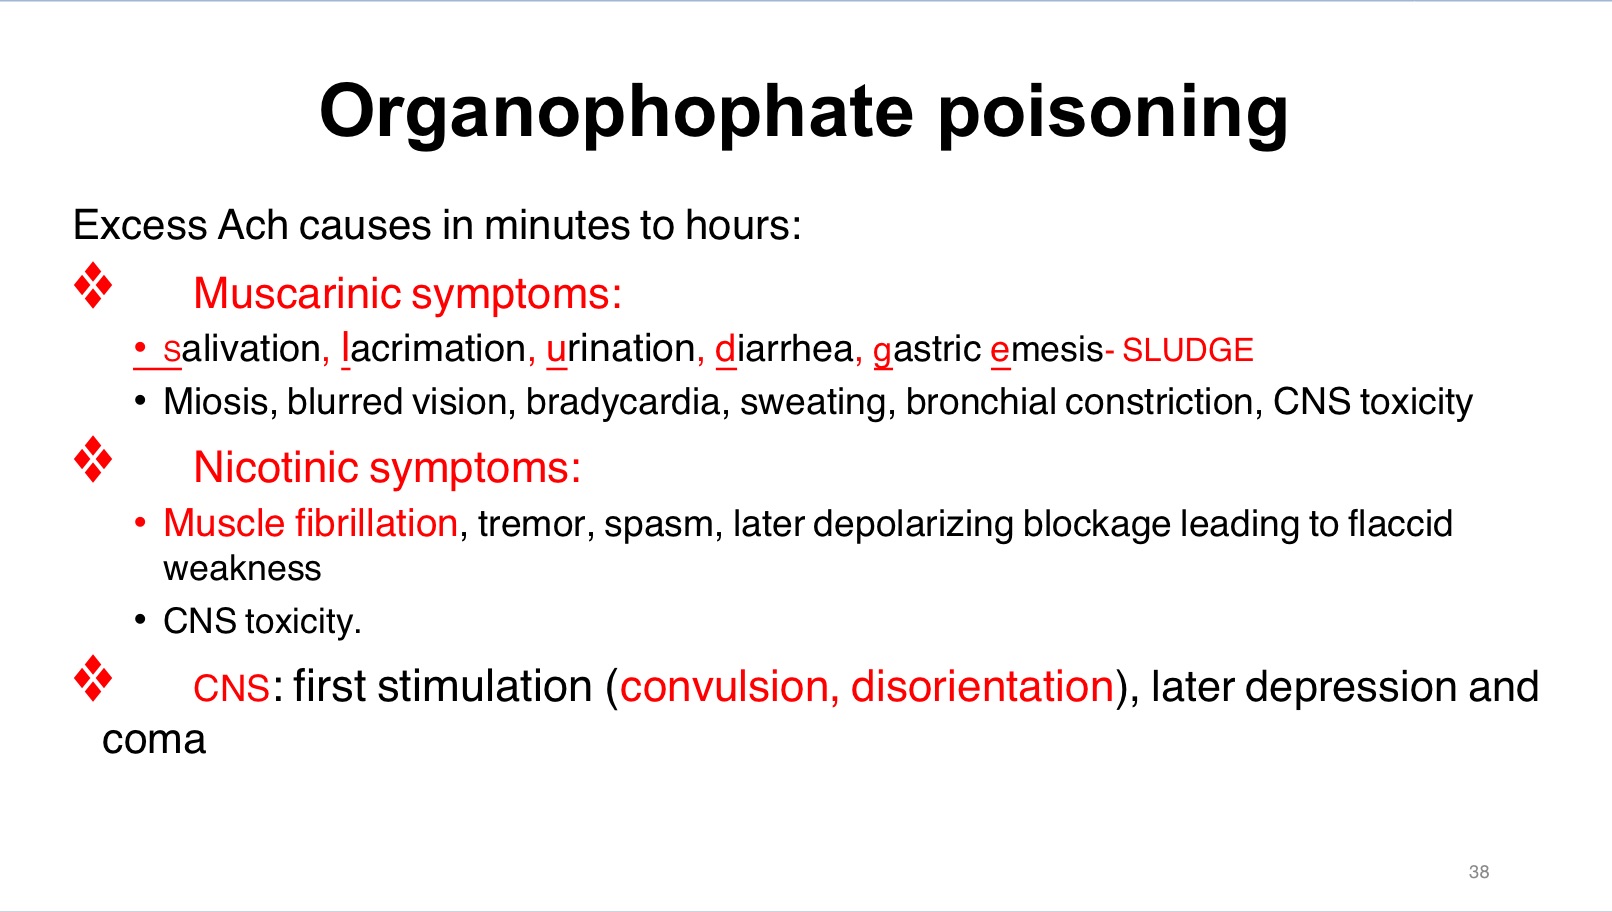 Organophophate poisoning
Excess Ach causes in minutes to hours:
❖ Muscarinic symptoms:
• salivation, lacrimation, urination, diarrhea, gastric emesis- SLUDGE
• Miosis, blurred vision, bradycardia, sweating, bronchial constriction, CNS toxicity
❖ Nicotinic symptoms:
• Muscle fibrillation, tremor, spasm, later depolarizing blockage leading to flaccid
weakness
• CNS toxicity.
❖ CNS: first stimulation (convulsion, disorientation), later depression and
coma
38